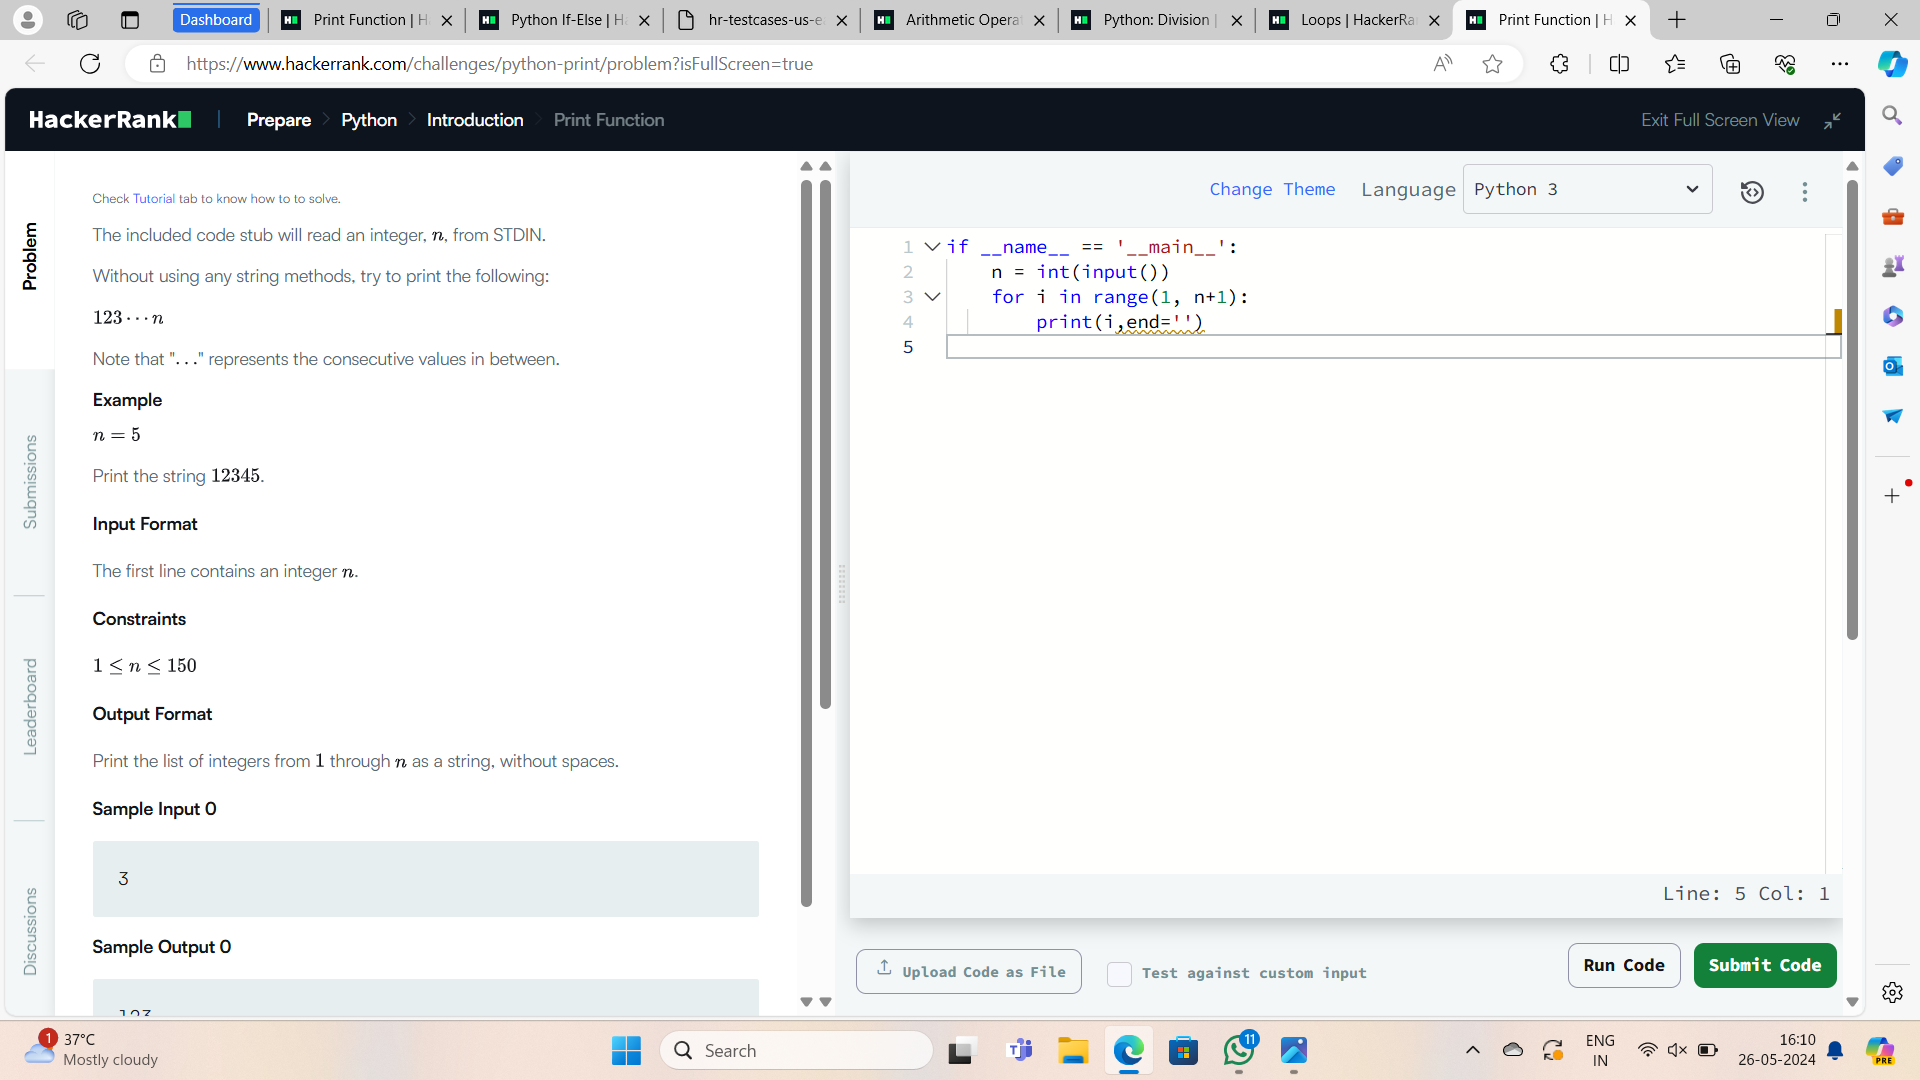 Dashboard
Print Function | H
Python If-Else | Ha
hr-testcases-us-e
Arithmetic Operat
Python: Division |
Loops | HackerRa
Print Function | H
https://www.hackerrank.com/challenges/python-print/problem?isFullScreen=true
HackerRank
Prepare
Python
Introduction
Print Function
Exit Full Screen View
Problem
Submissions
Leaderboard
Discussions
Check Tutorial tab to know how to to solve.
The included code stub will read an integer, n, from STDIN.
Without using any string methods, try to print the following:
123 ⋯ n
Note that "..." represents the consecutive values in between.
Example
n = 5
Print the string 12345.
Input Format
The first line contains an integer n.
Constraints
1 ≤ n ≤ 150
Output Format
Print the list of integers from 1 through n as a string, without spaces.
Sample Input 0
3
Sample Output 0
123
Change Theme
Language
Python 3
1 if __name__ == '__main__':
2 n = int(input())
3 for i in range(1, n+1):
4 print(i,end='')
5
Line: 5 Col: 1
Upload Code as File
Test against custom input
Run Code
Submit Code
1
37°C
Mostly cloudy
Search
11
ENG
IN
16:10
26-05-2024
PRE